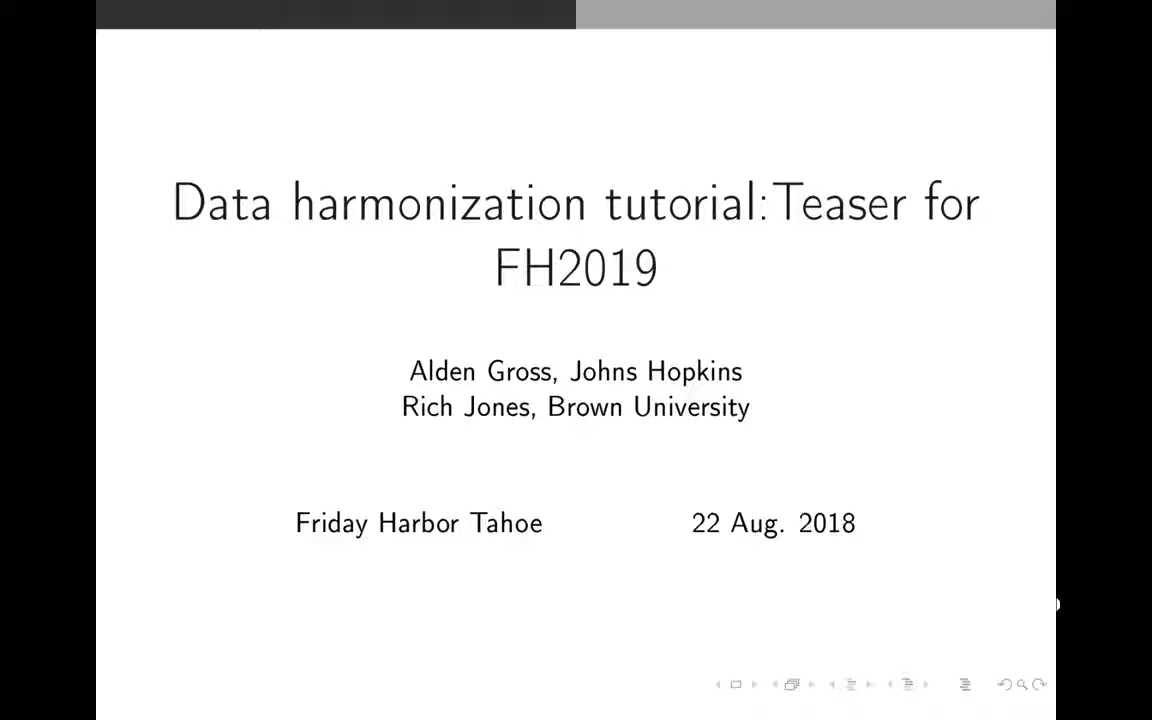 Data harmonization tutorial:Teaser for
FH2019
Alden Gross, Johns Hopkins
Rich Jones, Brown University
Friday Harbor Tahoe 22 Aug. 2018